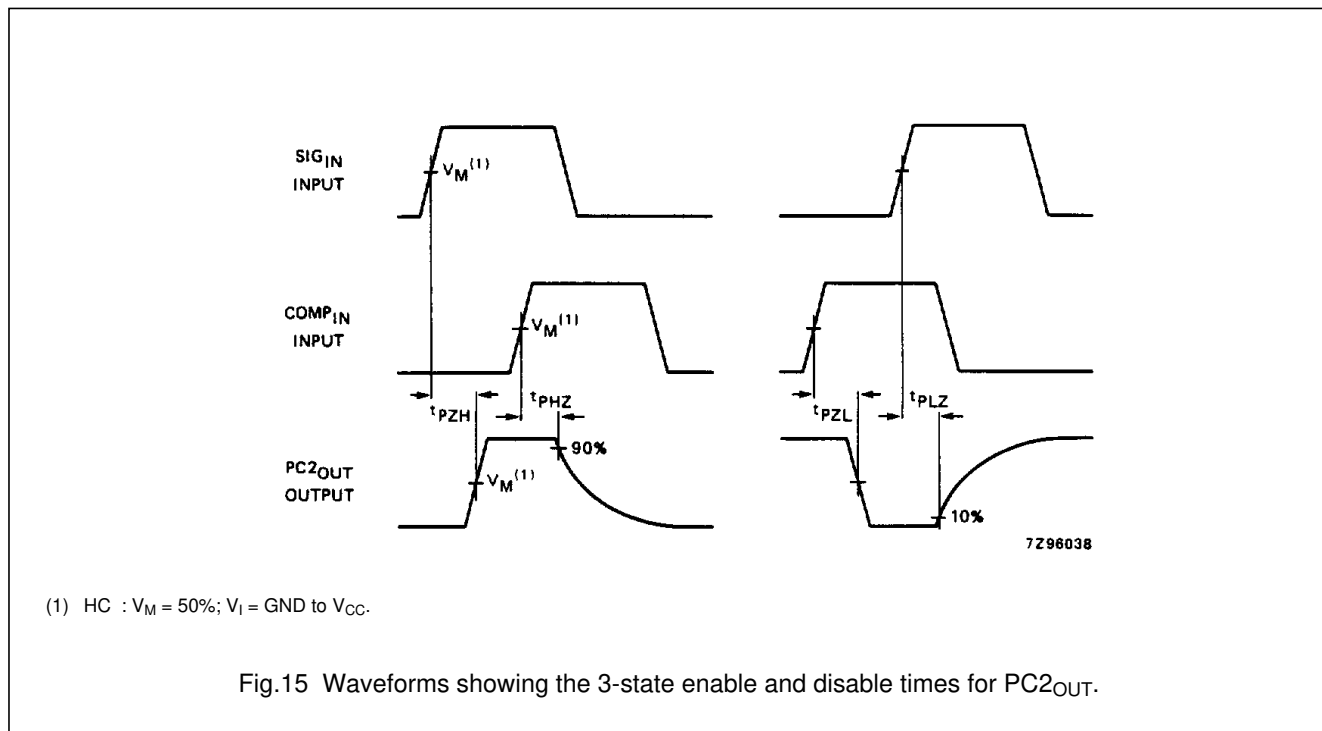 SIG_IN
INPUT
V_M(1)
COMP_IN
INPUT
V_M(1)
t_PZH
t_PHZ
t_PZL
t_PLZ
PC2_OUT
OUTPUT
V_M(1)
90%
10%
7Z96038
(1) HC : V_M = 50%; V_I = GND to V_CC.
Fig.15 Waveforms showing the 3-state enable and disable times for PC2_OUT.